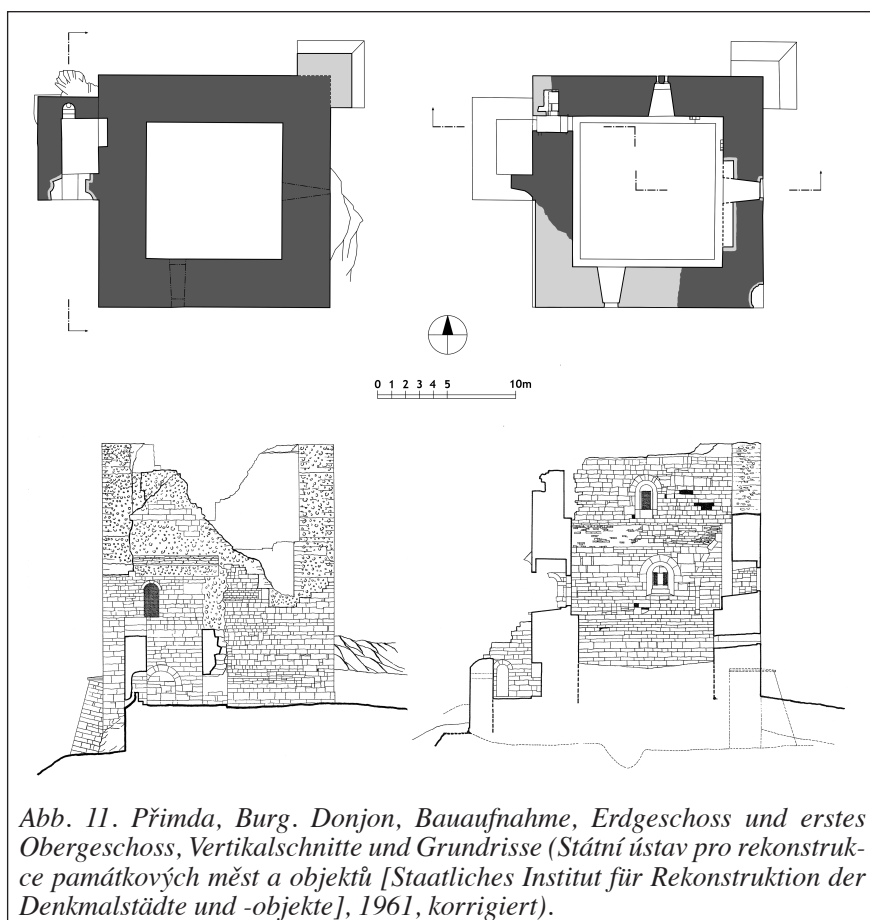 0 1 2 3 4 5 10m
Abb. 11. Přimda, Burg. Donjon, Bauaufnahme, Erdgeschoss und erstes
Obergeschoss, Vertikalschnitte und Grundrisse (Státní ústav pro rekonstruk-
ce památkových měst a objektů [Staatliches Institut für Rekonstruktion der
Denkmalstädte und -objekte], 1961, korrigiert).